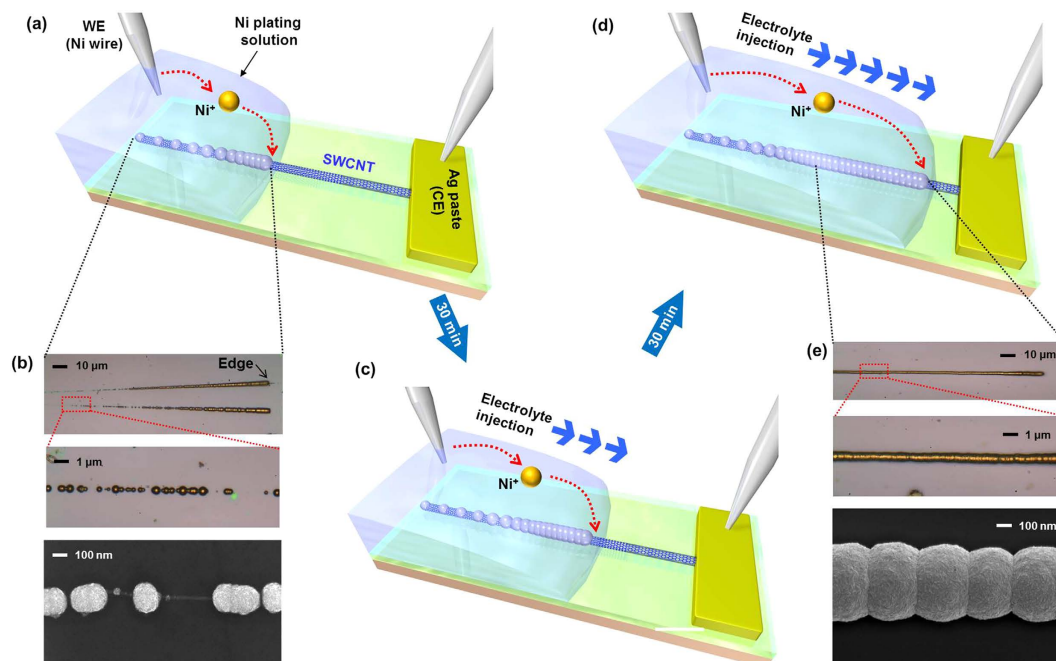 (a)
WE
(Ni wire)
Ni plating
solution
Ni⁺
SWCNT
Ag paste
(CE)
30 min
(b)
10 μm
Edge
1 μm
100 nm
(c)
Electrolyte
injection
Ni⁺
30 min
(d)
Electrolyte
injection
Ni⁺
(e)
10 μm
1 μm
100 nm